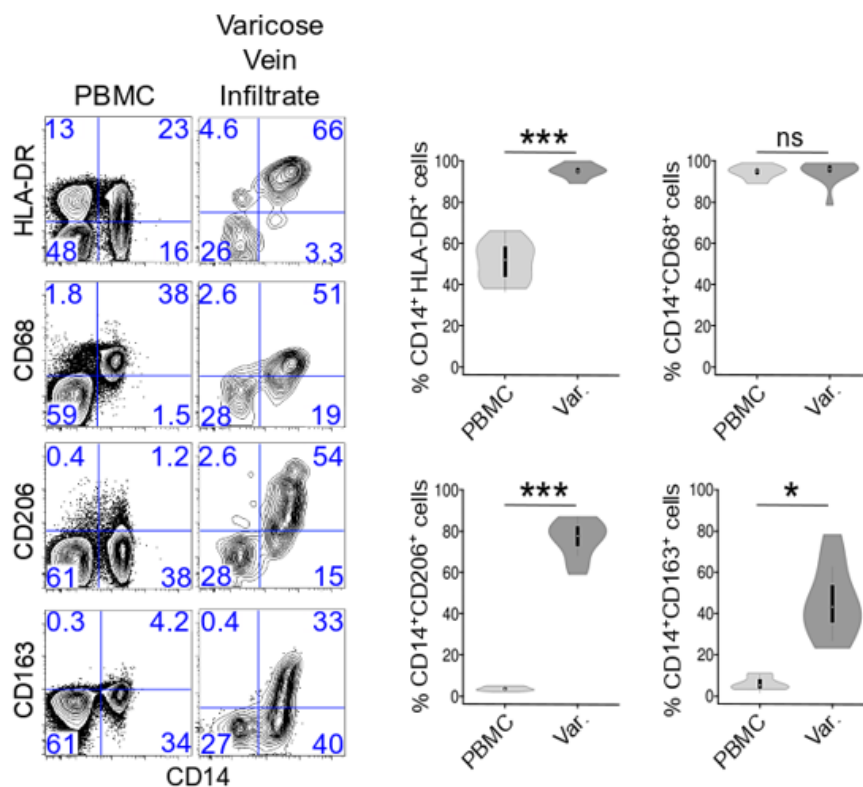 Varicose
Vein
PBMC Infiltrate
HLA-DR
13 23 4.6 66
48 16 26 3.3
CD68
1.8 38 2.6 51
59 1.5 28 19
CD206
0.4 1.2 2.6 54
61 38 28 15
CD163
0.3 4.2 0.4 33
61 34 27 40
CD14
% CD14⁺ HLA-DR⁺ cells
***
100
80
60
40
20
0
PBMC Var.
% CD14⁺CD68⁺ cells
ns
100
80
60
40
20
0
PBMC Var.
% CD14⁺CD206⁺ cells
***
100
80
60
40
20
0
PBMC Var.
% CD14⁺CD163⁺ cells
*
100
80
60
40
20
0
PBMC Var.